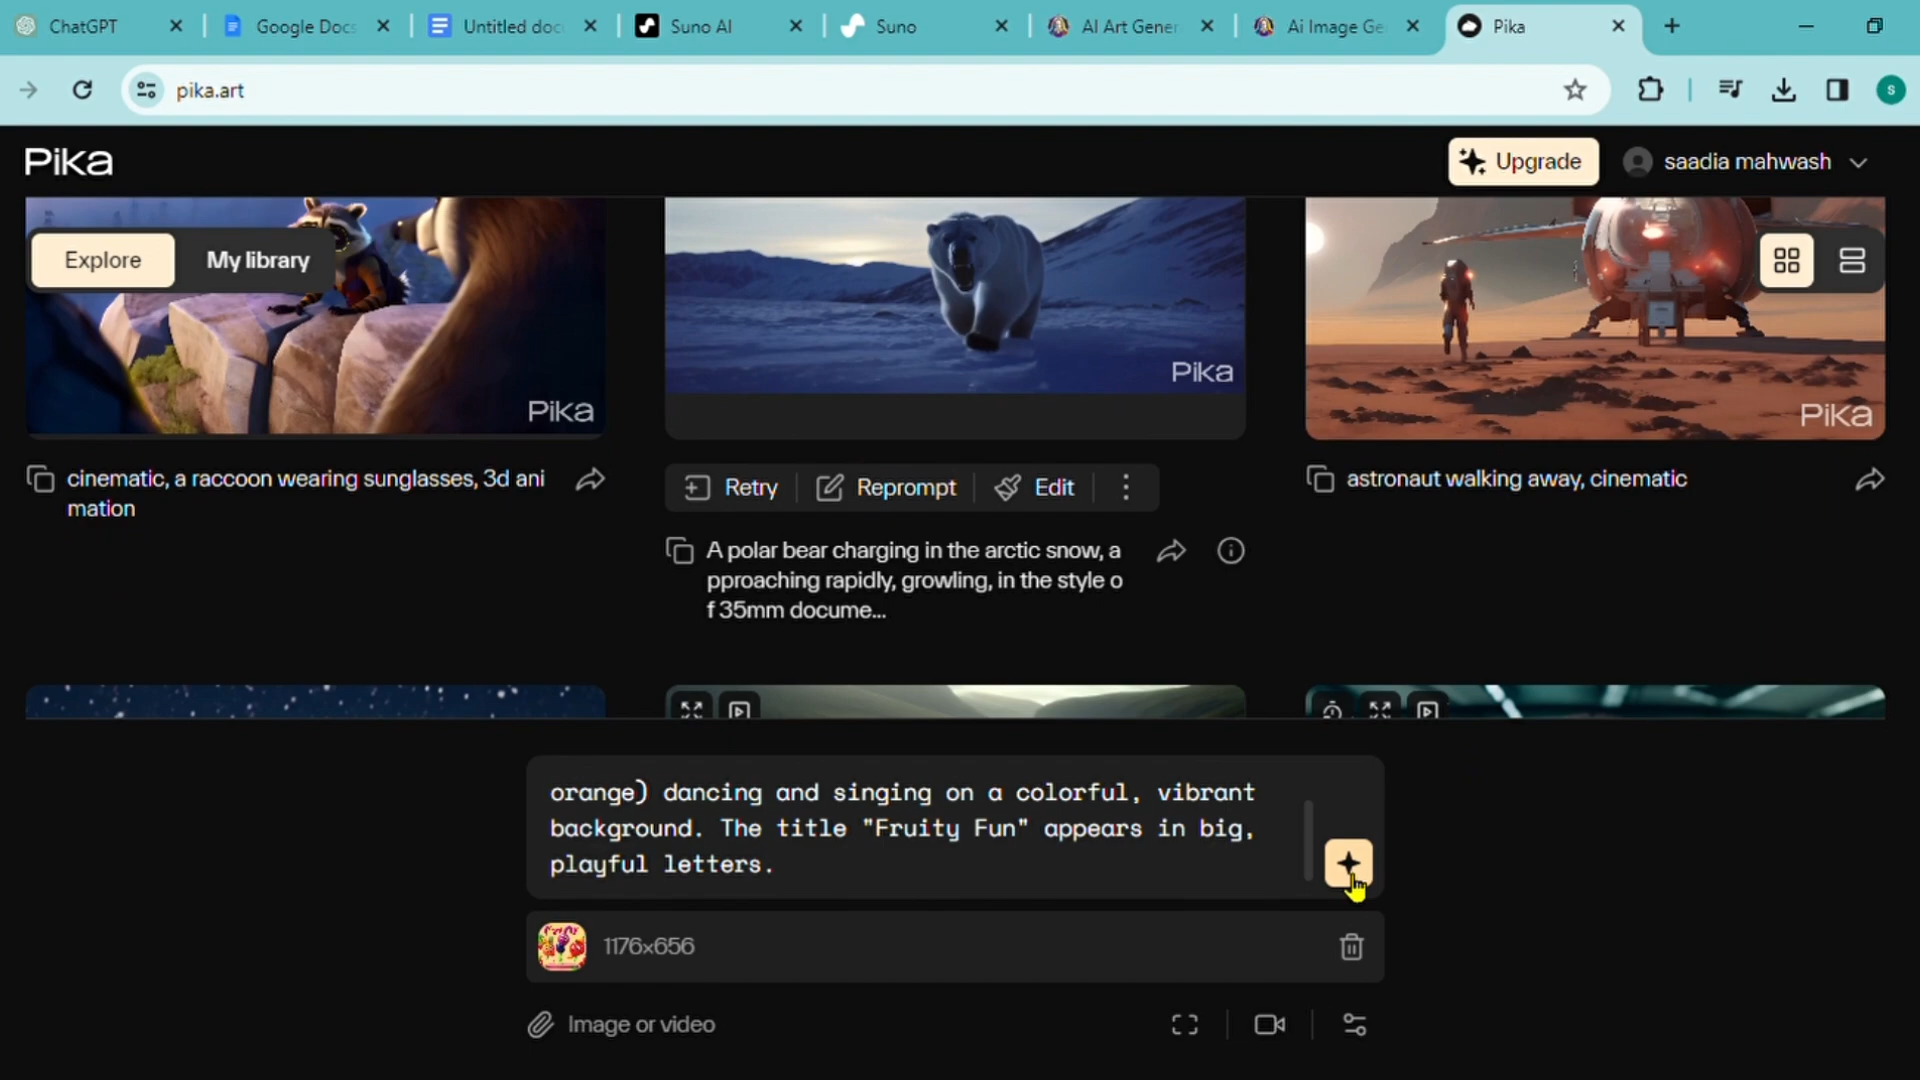 ChatGPT
Google Docs
Untitled doc
Suno AI
Suno
AI Art Gener
Ai Image Ge
Pika
pika.art
S
Pika
Upgrade
saadia mahwash
Explore
My library
Pika
Pika
Pika
cinematic, a raccoon wearing sunglasses, 3d ani
mation
Retry
Reprompt
Edit
A polar bear charging in the arctic snow, a
pproaching rapidly, growling, in the style o
f 35mm docume...
astronaut walking away, cinematic
orange) dancing and singing on a colorful, vibrant
background. The title "Fruity Fun" appears in big,
playful letters.
1176×656
Image or video